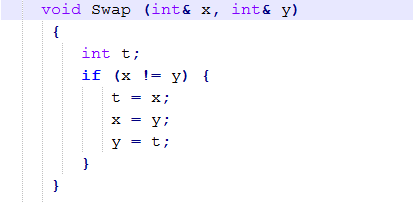 void Swap (int& x, int& y)
{
int t;
if (x != y) {
t = x;
x = y;
y = t;
}
}